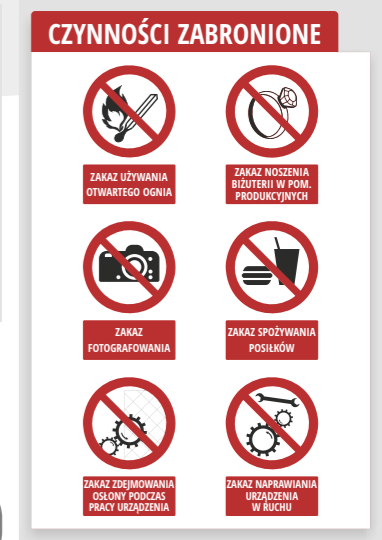 CZYNNOŚCI ZABRONIONE
ZAKAZ UŻYWANIA
OTWARTEGO OGNIA
ZAKAZ NOSZENIA
BIŻUTERII W POM.
PRODUKCYJNYCH
ZAKAZ
FOTOGRAFOWANIA
ZAKAZ SPOŻYWANIA
POSIŁKÓW
ZAKAZ ZDEJMOWANIA
OSŁONY PODCZAS
PRACY URZĄDZENIA
ZAKAZ NAPRAWIANIA
URZĄDZENIA
W RUCHU